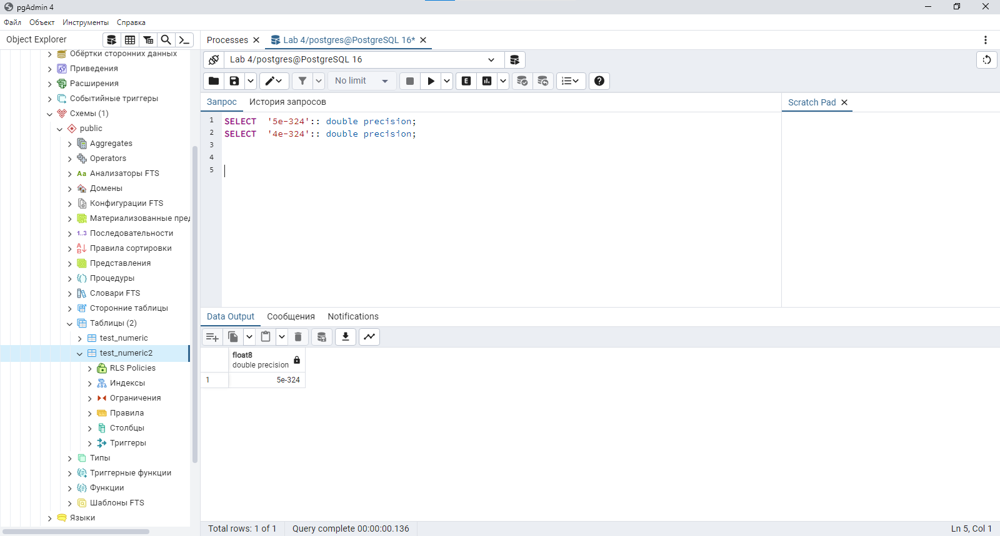 pgAdmin 4
Файл Объект Инструменты Справка
Object Explorer
Обёртки сторонних данных
Приведения
Расширения
Событийные триггеры
Схемы (1)
public
Aggregates
Operators
Aa Анализаторы FTS
Домены
Конфигурации FTS
Материализованные пред
1..3 Последовательности
Правила сортировки
Представления
Процедуры
Словари FTS
Сторонние таблицы
Таблицы (2)
test_numeric
test_numeric2
RLS Policies
Индексы
Ограничения
Правила
Столбцы
Триггеры
Типы
Триггерные функции
Функции
Шаблоны FTS
Языки
Processes Lab 4/postgres@PostgreSQL 16*
Lab 4/postgres@PostgreSQL 16
No limit
E
Запрос История запросов
Scratch Pad
1 SELECT '5e-324':: double precision;
2 SELECT '4e-324':: double precision;
3
4
5
Data Output Сообщения Notifications
float8
double precision
1 5e-324
Total rows: 1 of 1 Query complete 00:00:00.136 Ln 5, Col 1